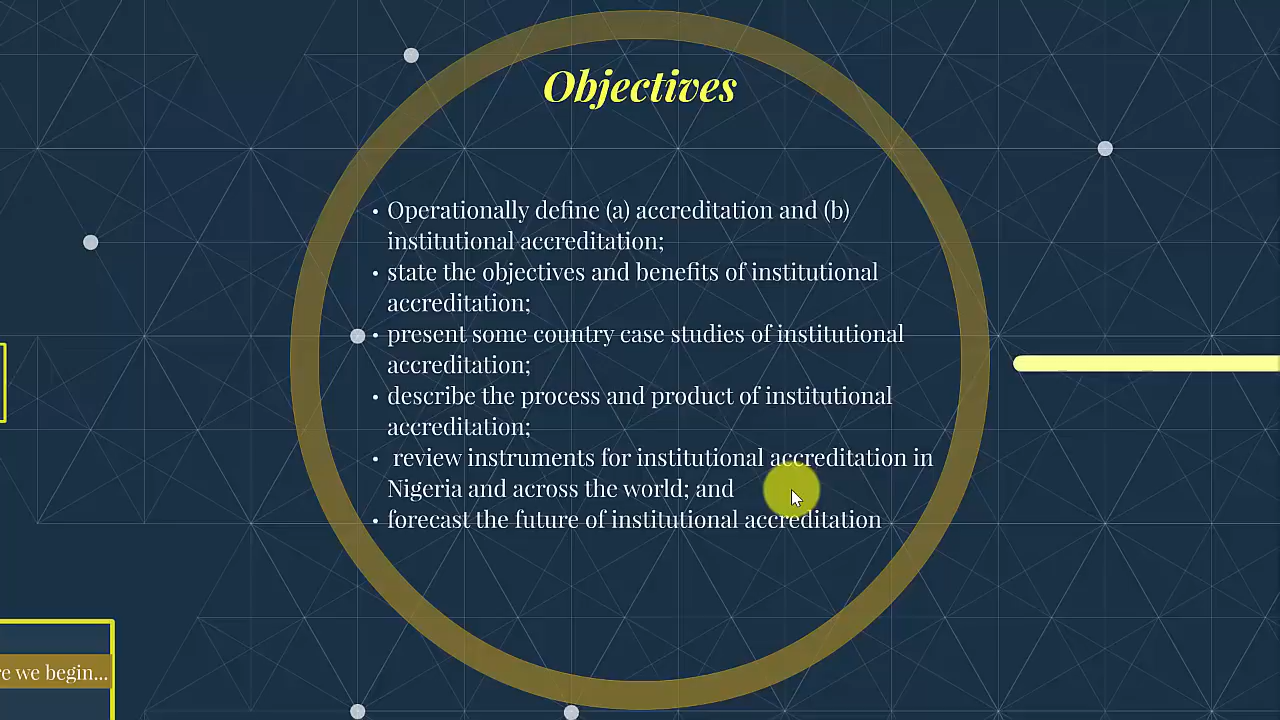 Objectives
• Operationally define (a) accreditation and (b)
institutional accreditation;
• state the objectives and benefits of institutional
accreditation;
• present some country case studies of institutional
accreditation;
• describe the process and product of institutional
accreditation;
• review instruments for institutional accreditation in
Nigeria and across the world; and
• forecast the future of institutional accreditation
we begin...